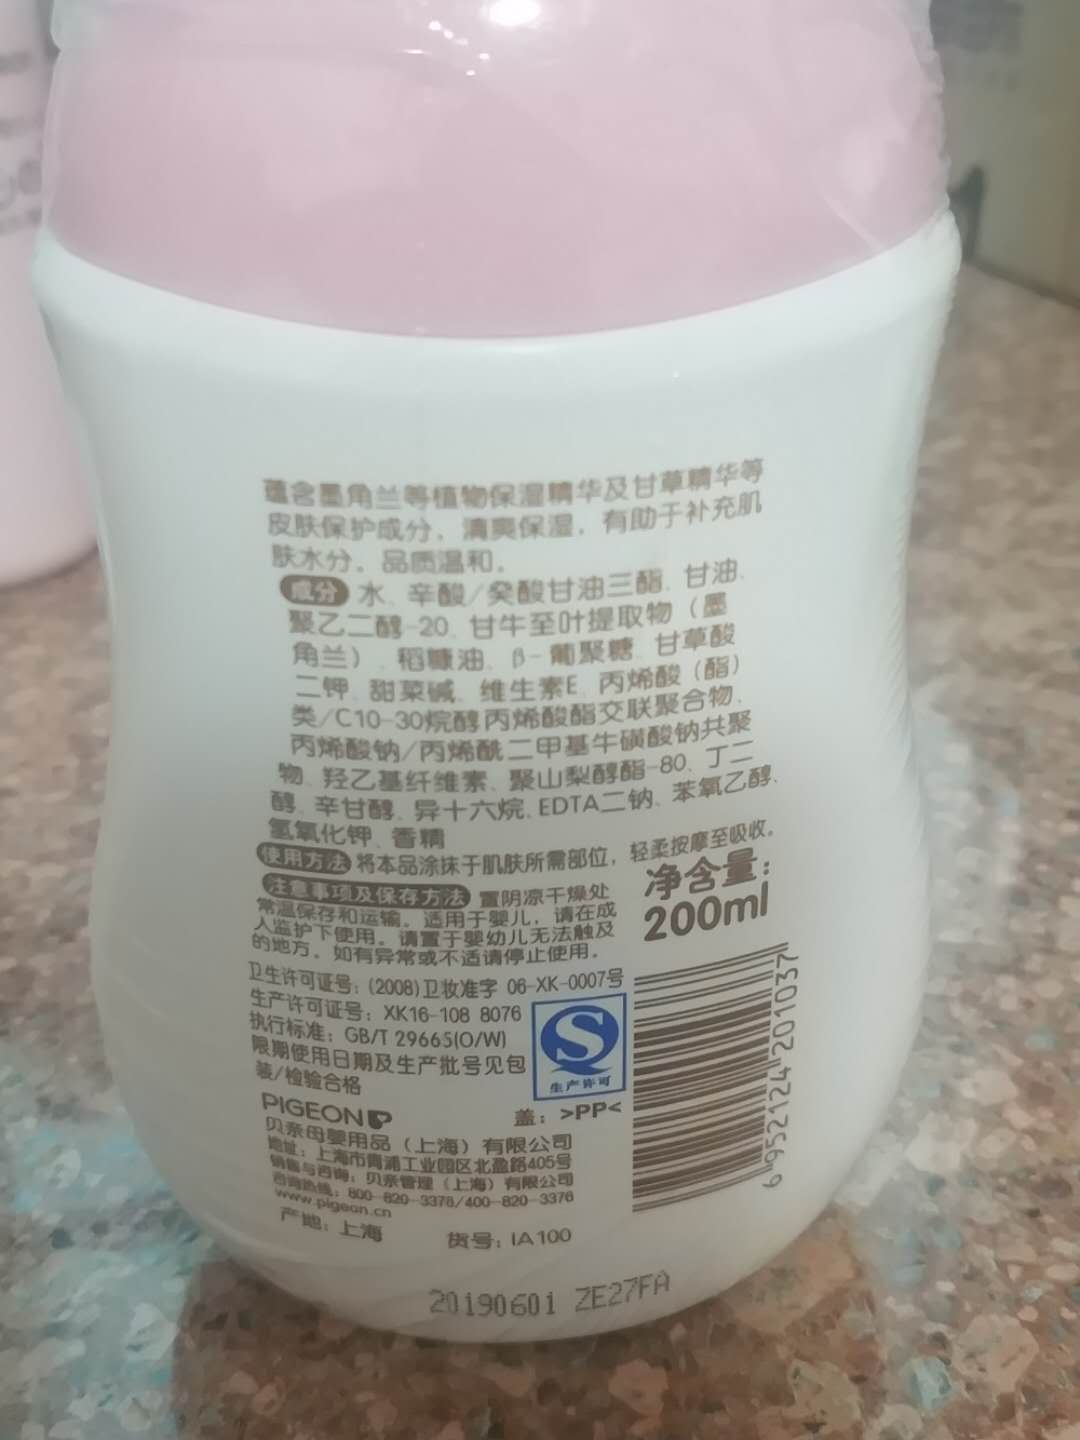 蕴含墨角兰等植物保湿精华及甘草精华等
皮肤保护成分，清爽保湿，有助于补充肌
肤水分。品质温和。
成分 水、辛酸/癸酸甘油三酯、甘油、
聚乙二醇-20、甘牛至叶提取物（墨
角兰）、稻糠油、β-葡聚糖、甘草酸
二钾、甜菜碱、维生素E、丙烯酸（酯）
类/C10-30烷醇丙烯酸酯交联聚合物、
丙烯酸钠/丙烯酰二甲基牛磺酸钠共聚
物、羟乙基纤维素、聚山梨醇酯-80、丁二
醇、辛甘醇、异十六烷、EDTA二钠、苯氧乙醇、
氢氧化钾、香精
使用方法 将本品涂抹于肌肤所需部位，轻柔按摩至吸收。
注意事项及保存方法 置阴凉干燥处
常温保存和运输。适用于婴儿，请在成
人监护下使用。请置于婴幼儿无法触及
的地方。如有异常或不适请停止使用。
净含量：
200ml
卫生许可证号：(2008)卫妆准字 06-XK-0007号
生产许可证号：XK16-108 8076
执行标准：GB/T 29665(O/W)
限期使用日期及生产批号见包
装/检验合格
S
生产许可
PIGEON
盖：>PP<
贝亲母婴用品（上海）有限公司
地址：上海市青浦工业园区北盈路405号
销售与咨询：贝亲管理（上海）有限公司
咨询热线：800-820-3376/400-820-3376
www.pigeon.cn
产地：上海 货号：IA100
6 952124 201037
20190601 ZE27FA